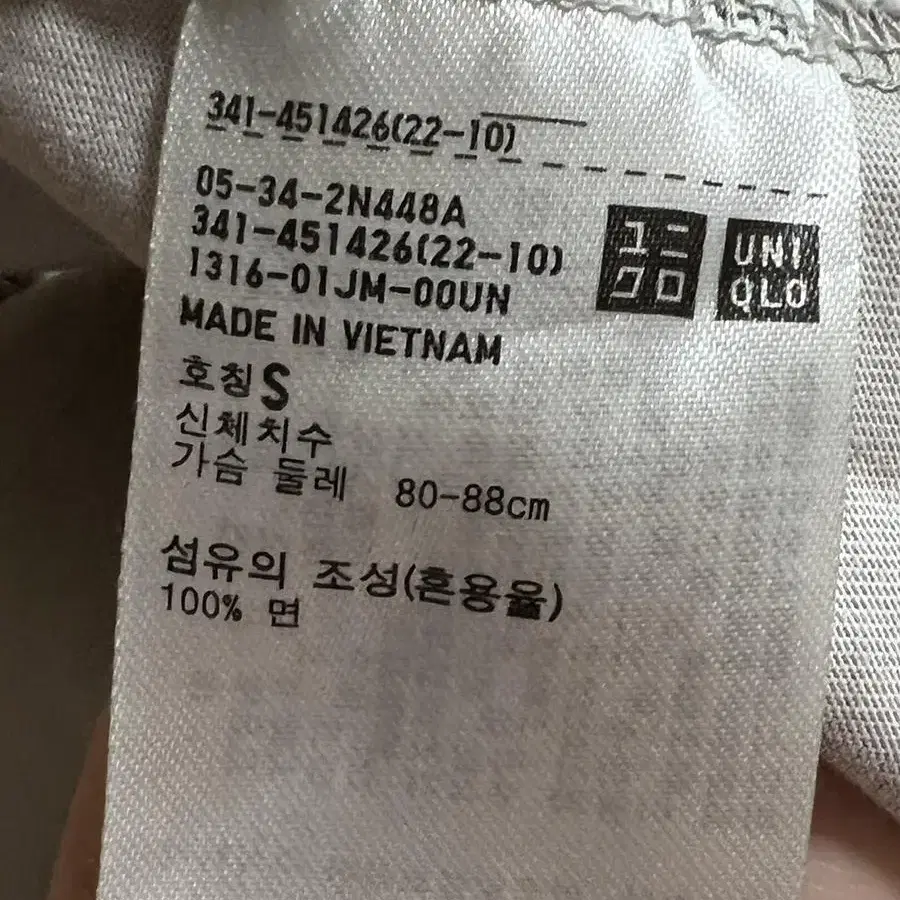 341-451426(22-10)
05-34-2N448A
341-451426(22-10)
1316-01JM-00UN
MADE IN VIETNAM
ユニ
クロ
UNI
QLO
호칭 S
신체치수
가슴 둘레 80-88cm
섬유의 조성(혼용율)
100% 면